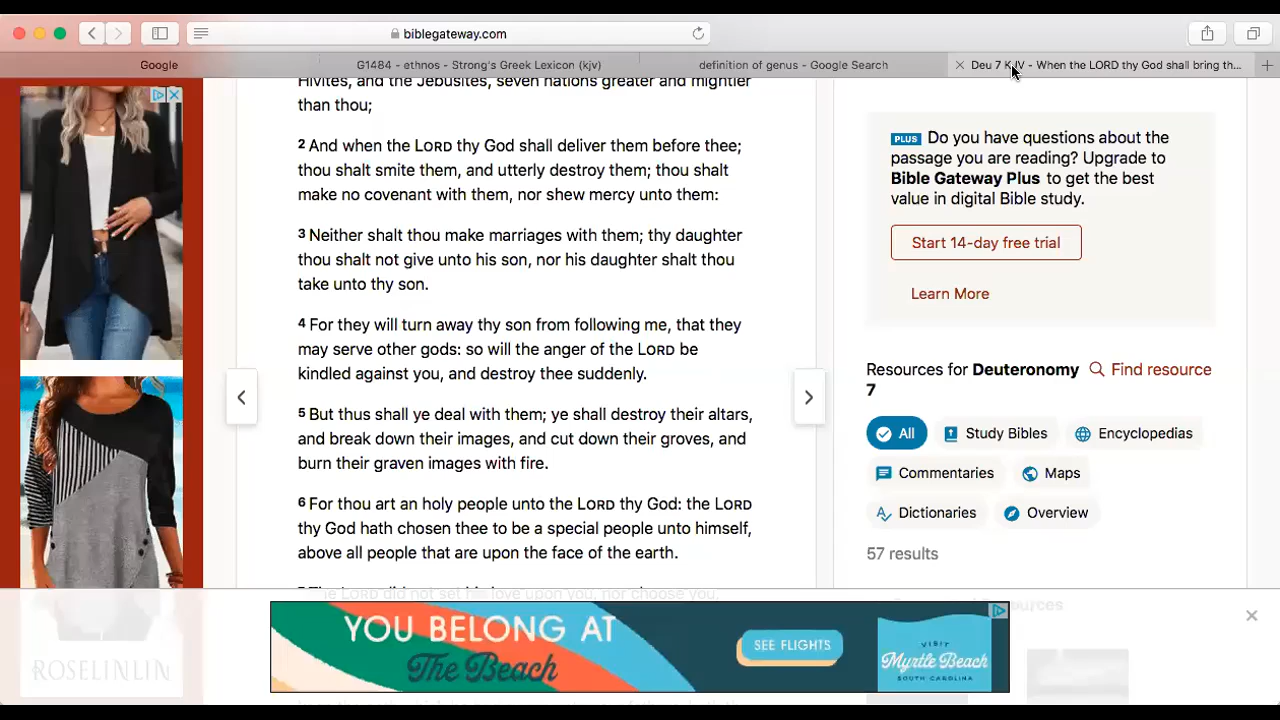 biblegateway.com
Google
G1484 - ethnos - Strong's Greek Lexicon (kjv)
definition of genus - Google Search
Deu 7 KJV - When the LORD thy God shall bring th...
Hivites, and the Jebusites, seven nations greater and mightier
than thou;
2 And when the LORD thy God shall deliver them before thee;
thou shalt smite them, and utterly destroy them; thou shalt
make no covenant with them, nor shew mercy unto them:
3 Neither shalt thou make marriages with them; thy daughter
thou shalt not give unto his son, nor his daughter shalt thou
take unto thy son.
4 For they will turn away thy son from following me, that they
may serve other gods: so will the anger of the LORD be
kindled against you, and destroy thee suddenly.
5 But thus shall ye deal with them; ye shall destroy their altars,
and break down their images, and cut down their groves, and
burn their graven images with fire.
6 For thou art an holy people unto the LORD thy God: the LORD
thy God hath chosen thee to be a special people unto himself,
above all people that are upon the face of the earth.
The LORD did not set his love upon you, nor choose you,
PLUS Do you have questions about the
passage you are reading? Upgrade to
Bible Gateway Plus to get the best
value in digital Bible study.
Start 14-day free trial
Learn More
Resources for Deuteronomy
7
Find resource
All
Study Bibles
Encyclopedias
Commentaries
Maps
Dictionaries
Overview
57 results
ROSELINLIN
YOU BELONG AT
The Beach
SEE FLIGHTS
VISIT
Myrtle Beach
SOUTH CAROLINA